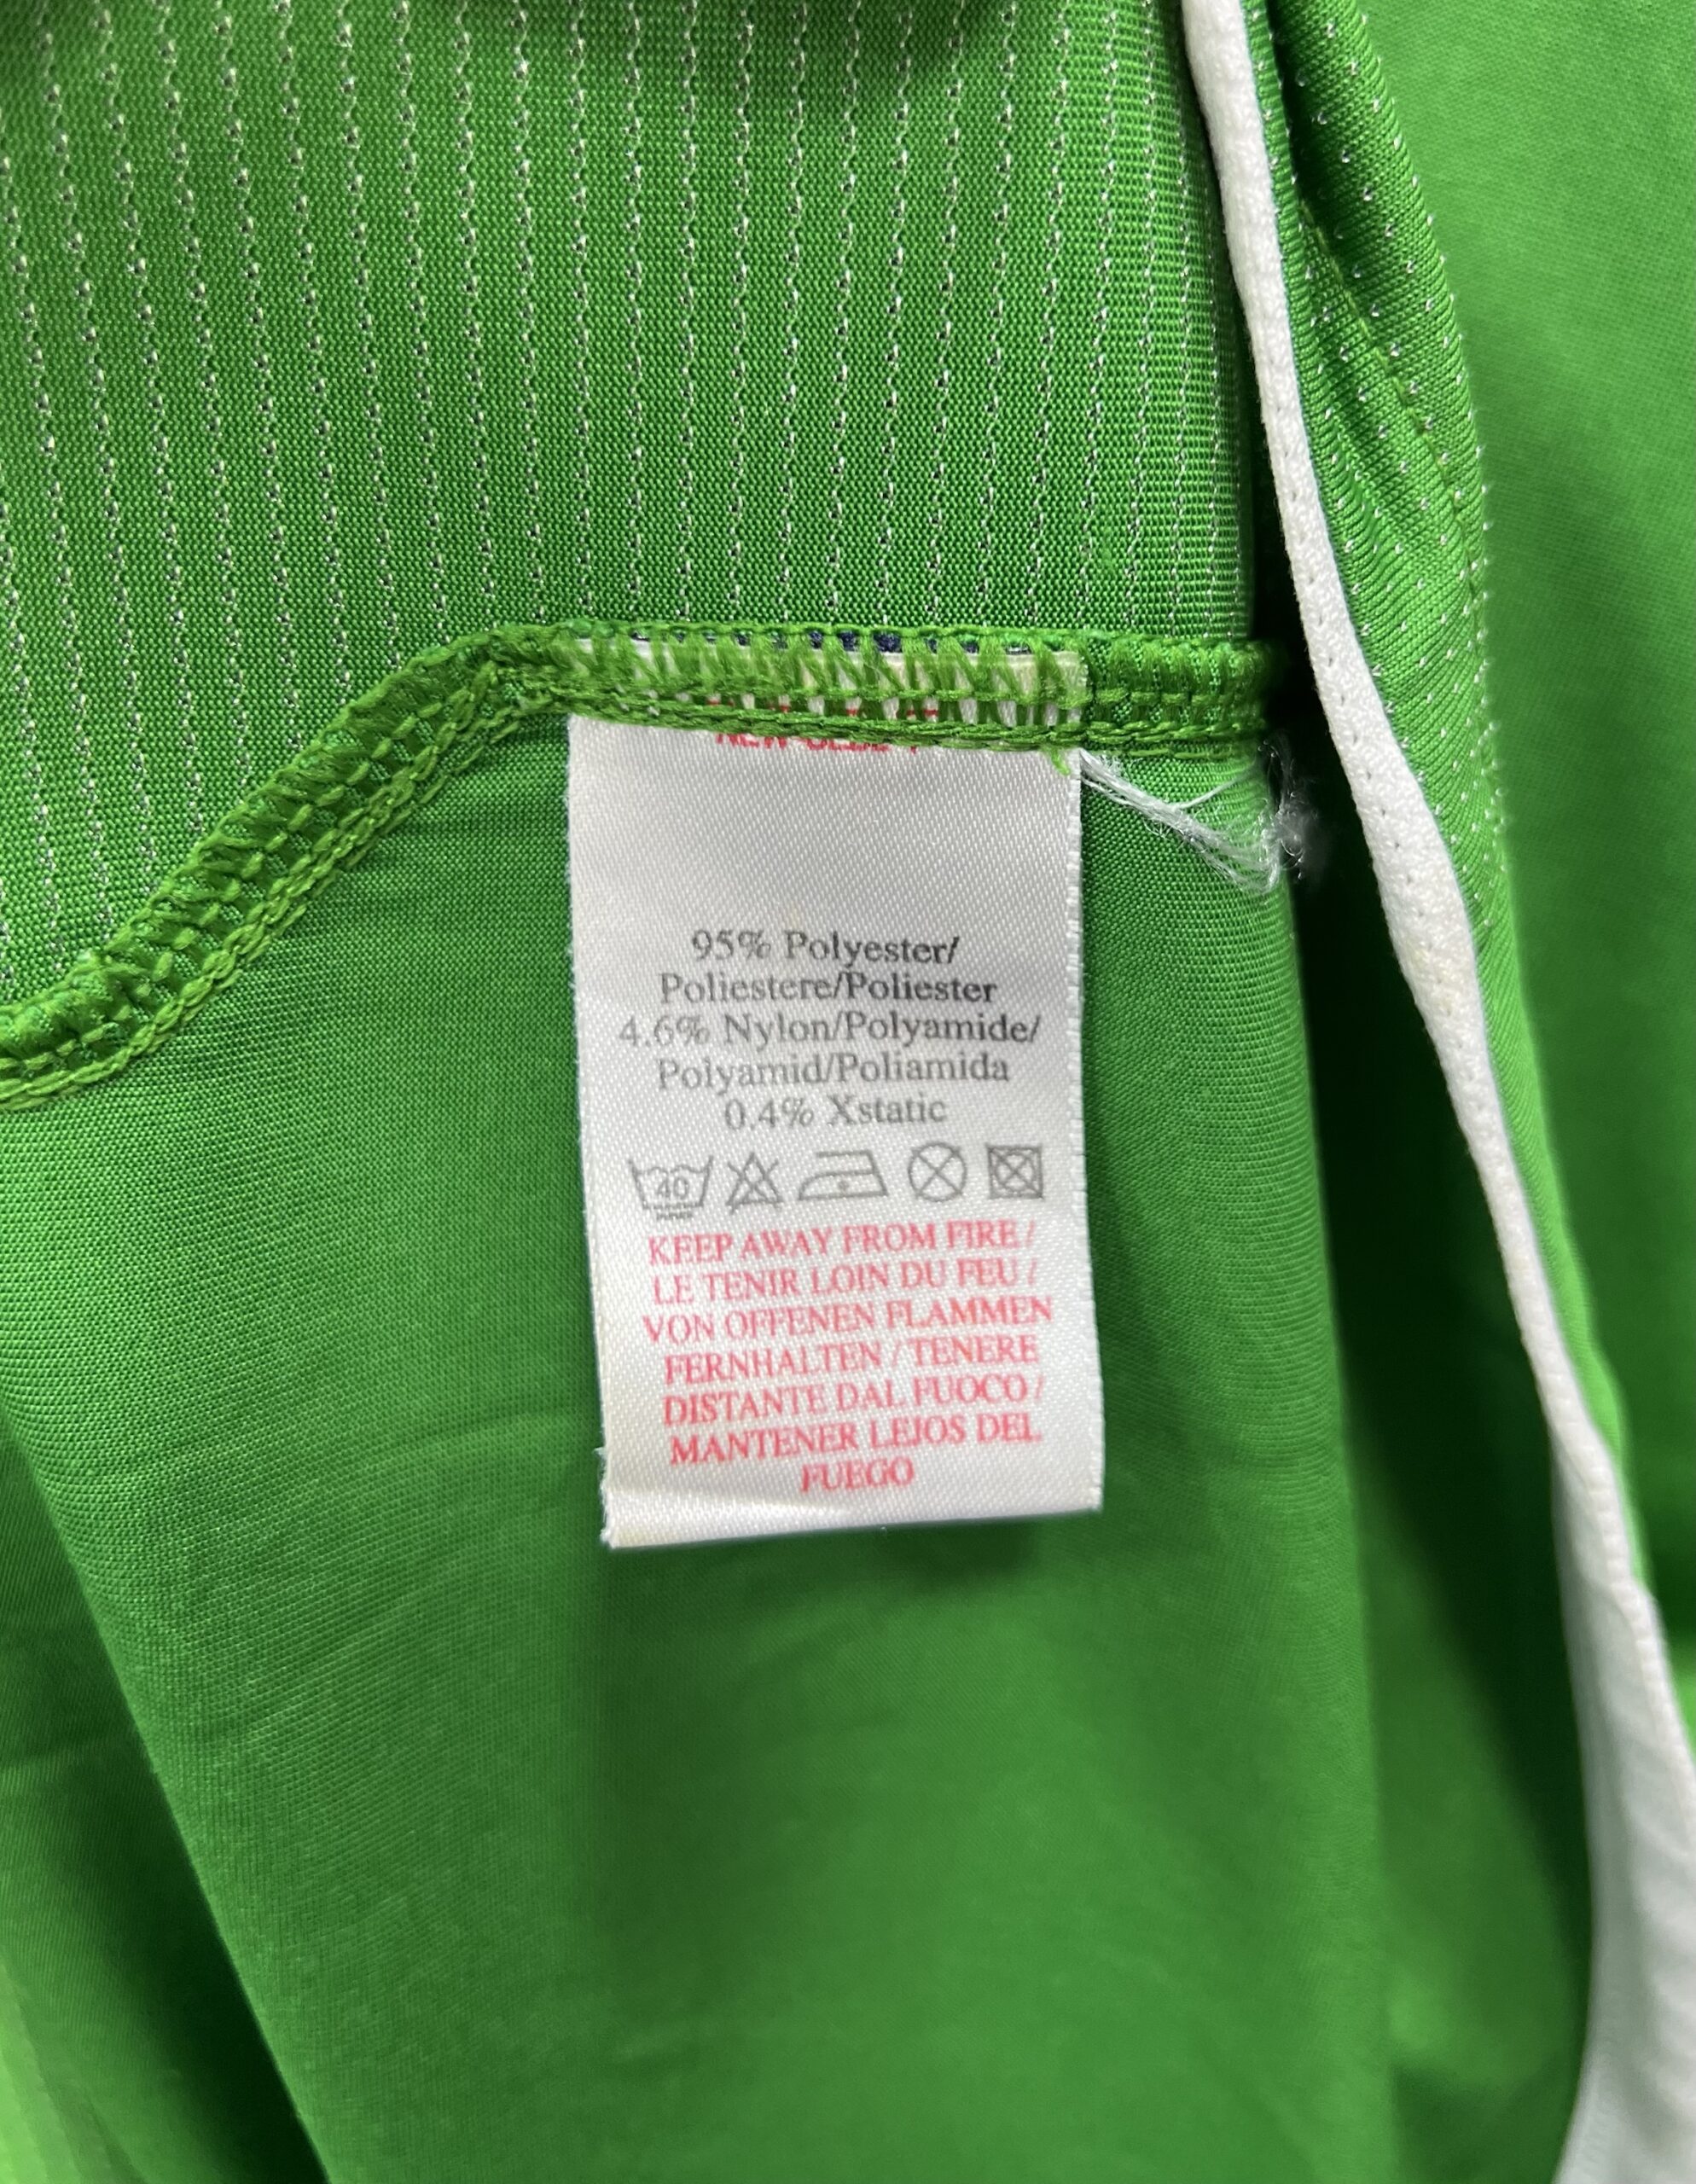 95% Polyester/
Poliestere/Poliester
4.6% Nylon/Polyamide/
Polyamid/Poliamida
0.4% Xstatic
40
KEEP AWAY FROM FIRE /
LE TENIR LOIN DU FEU /
VON OFFENEN FLAMMEN
FERNHALTEN / TENERE
DISTANTE DAL FUOCO /
MANTENER LEJOS DEL
FUEGO